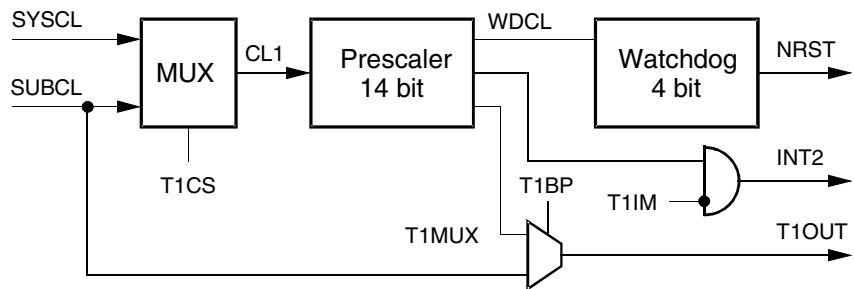 SYSCL
SUBCL
MUX
T1CS
CL1
Prescaler
14 bit
WDCL
Watchdog
4 bit
NRST
INT2
T1IM
T1BP
T1MUX
T1OUT